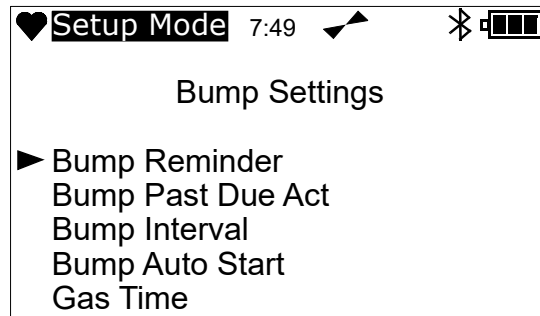 Setup Mode 7:49
Bump Settings
Bump Reminder
Bump Past Due Act
Bump Interval
Bump Auto Start
Gas Time